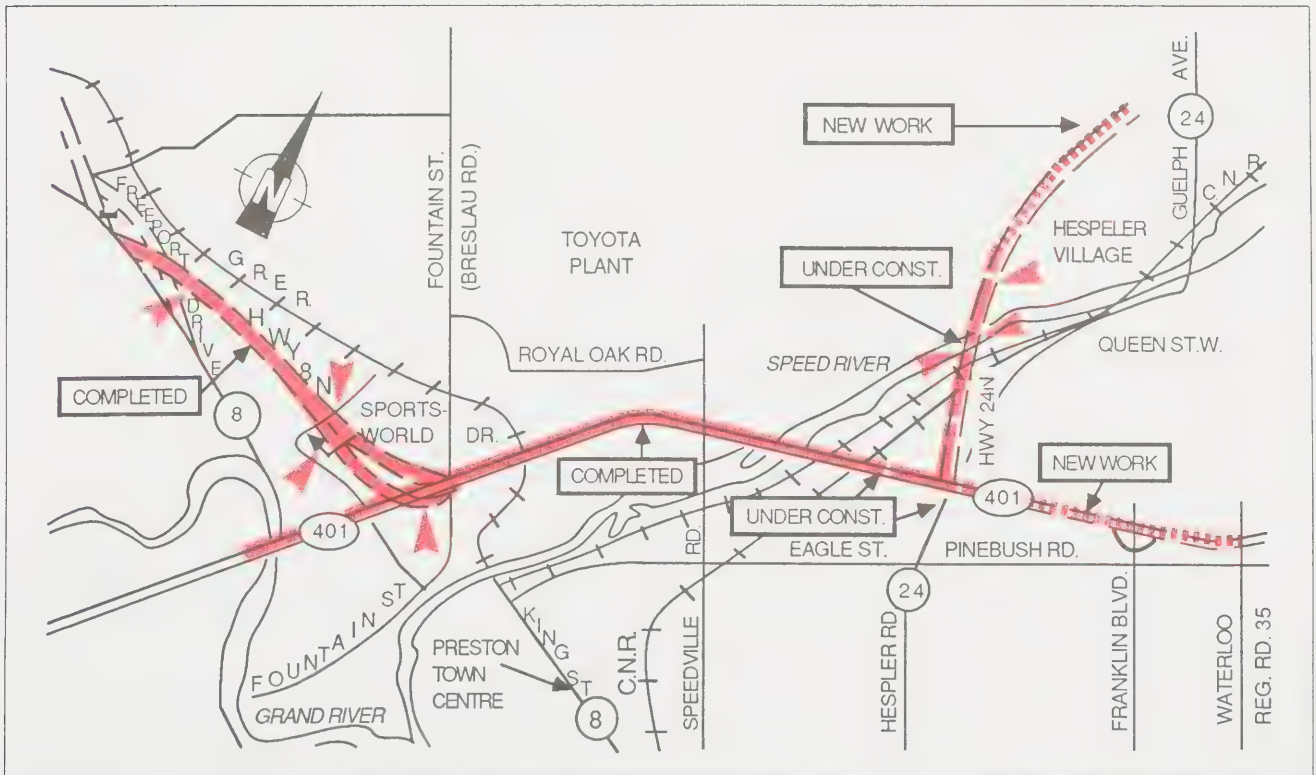 AVE.
24
GUELPH
NEW WORK
C. N. R.
HESPELER
VILLAGE
FOUNTAIN ST.
(BRESLAU RD.)
TOYOTA
PLANT
UNDER CONST.
FREEPORT DRIVE
G.R.E.R.
N
HWY 8 N
ROYAL OAK RD.
SPEED RIVER
QUEEN ST.W.
COMPLETED
8
SPORTS-
WORLD DR.
HWY 24N
COMPLETED
NEW WORK
401
401
UNDER CONST.
EAGLE ST.
PINEBUSH RD.
24
FOUNTAIN ST
KING ST
PRESTON
TOWN
CENTRE
GRAND RIVER
8
C.N.R.
SPEEDVILLE RD.
HESPLER RD
FRANKLIN BLVD.
WATERLOO
REG. RD. 35